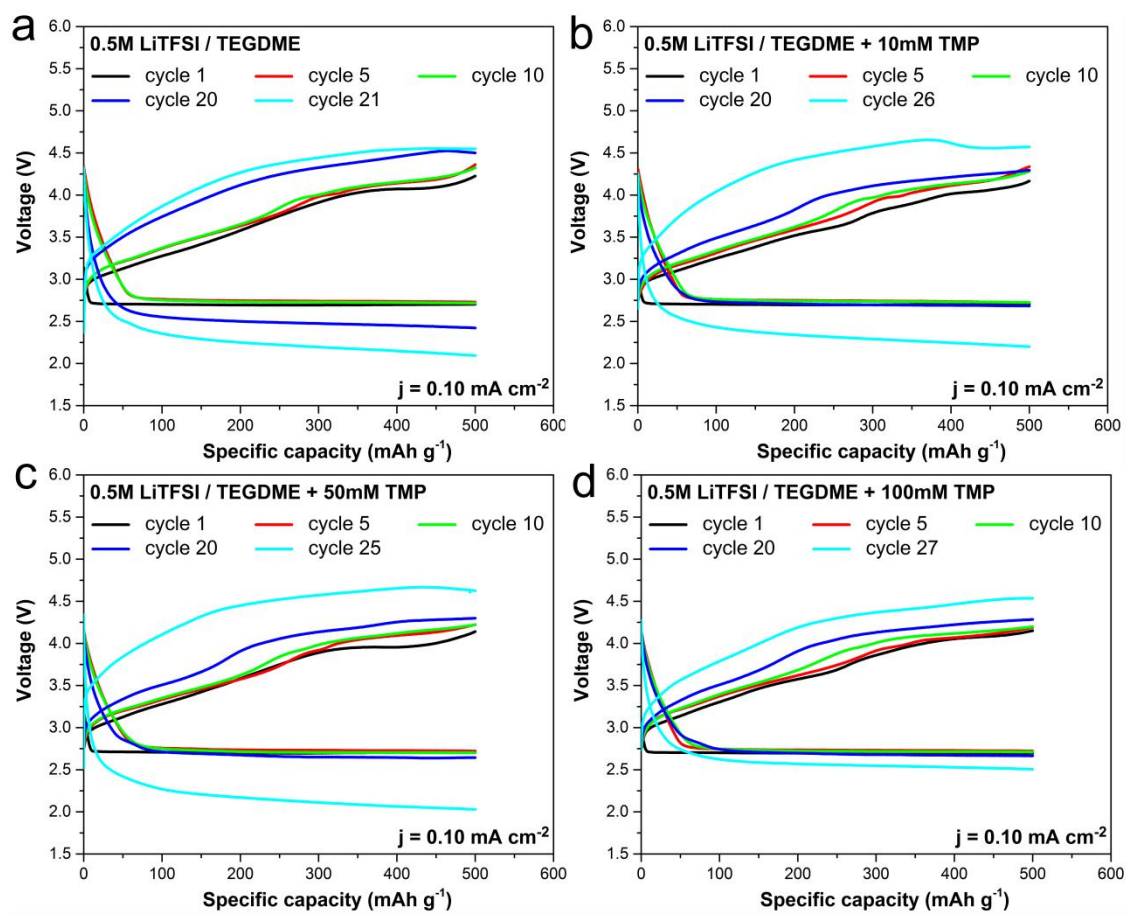 a
0.5M LiTFSI / TEGDME
cycle 1 cycle 5 cycle 10
cycle 20 cycle 21
6.0
5.5
5.0
4.5
4.0
3.5
3.0
2.5
2.0
1.5
Voltage (V)
j = 0.10 mA cm-2
0 100 200 300 400 500 600
Specific capacity (mAh g-1)
b
0.5M LiTFSI / TEGDME + 10mM TMP
cycle 1 cycle 5 cycle 10
cycle 20 cycle 26
6.0
5.5
5.0
4.5
4.0
3.5
3.0
2.5
2.0
1.5
Voltage (V)
j = 0.10 mA cm-2
0 100 200 300 400 500 600
Specific capacity (mAh g-1)
c
0.5M LiTFSI / TEGDME + 50mM TMP
cycle 1 cycle 5 cycle 10
cycle 20 cycle 25
6.0
5.5
5.0
4.5
4.0
3.5
3.0
2.5
2.0
1.5
Voltage (V)
j = 0.10 mA cm-2
0 100 200 300 400 500 600
Specific capacity (mAh g-1)
d
0.5M LiTFSI / TEGDME + 100mM TMP
cycle 1 cycle 5 cycle 10
cycle 20 cycle 27
6.0
5.5
5.0
4.5
4.0
3.5
3.0
2.5
2.0
1.5
Voltage (V)
j = 0.10 mA cm-2
0 100 200 300 400 500 600
Specific capacity (mAh g-1)